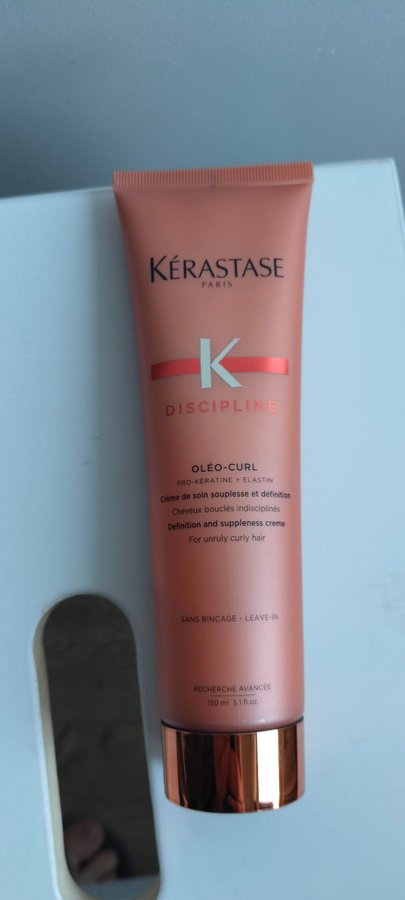 KÉRASTASE
PARIS
K
DISCIPLINE
OLÉO-CURL
PRO-KÉRATINE + ELASTIN
Crème de soin souplesse et définition
Cheveux bouclés indisciplinés
Definition and suppleness creme
For unruly curly hair
SANS RINCAGE - LEAVE-IN
RECHERCHE AVANCÉE
150 ml 5.1 fl.oz.